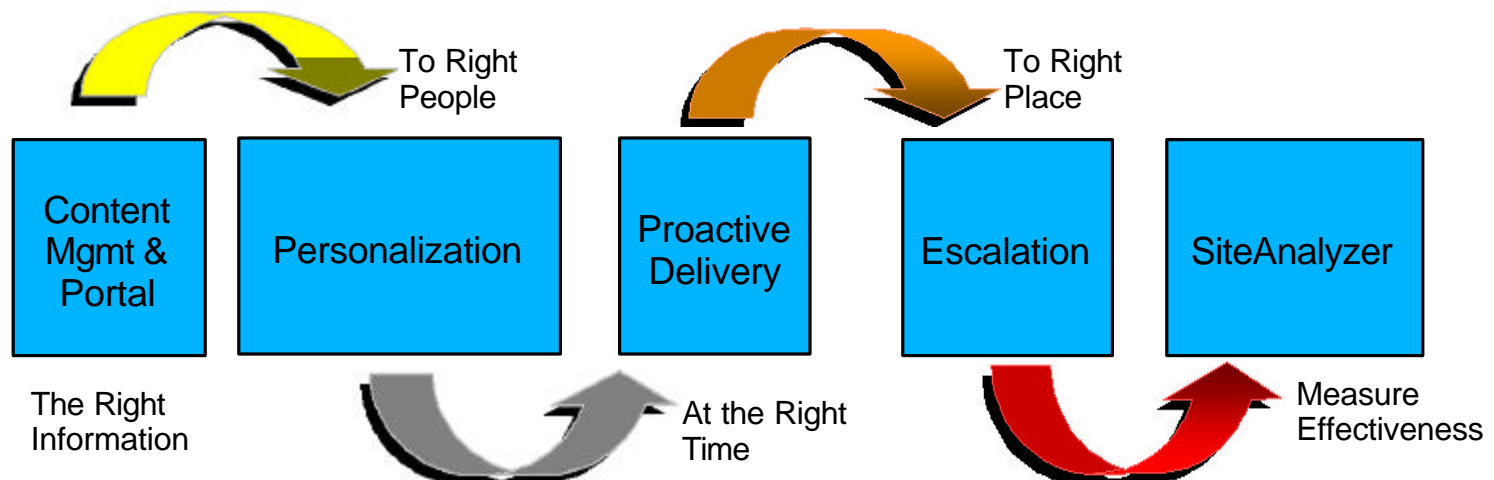 To Right
People
To Right
Place
Content
Mgmt &
Portal
Personalization
Proactive
Delivery
Escalation
SiteAnalyzer
The Right
Information
At the Right
Time
Measure
Effectiveness